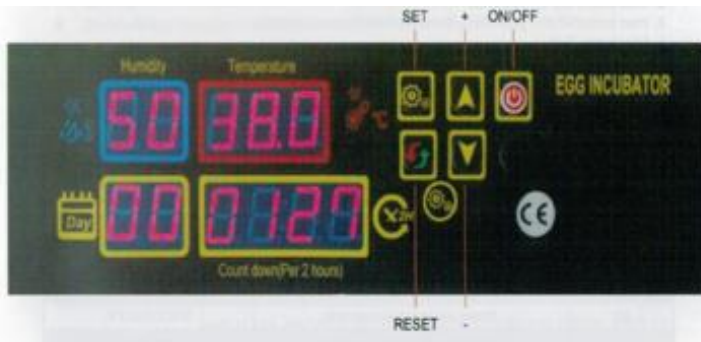 SET + ON/OFF
Humidity Temperature
EGG INCUBATOR
50 38.0 °C
Day 00 0127
CE
Count down(Per 2 hours)
RESET -